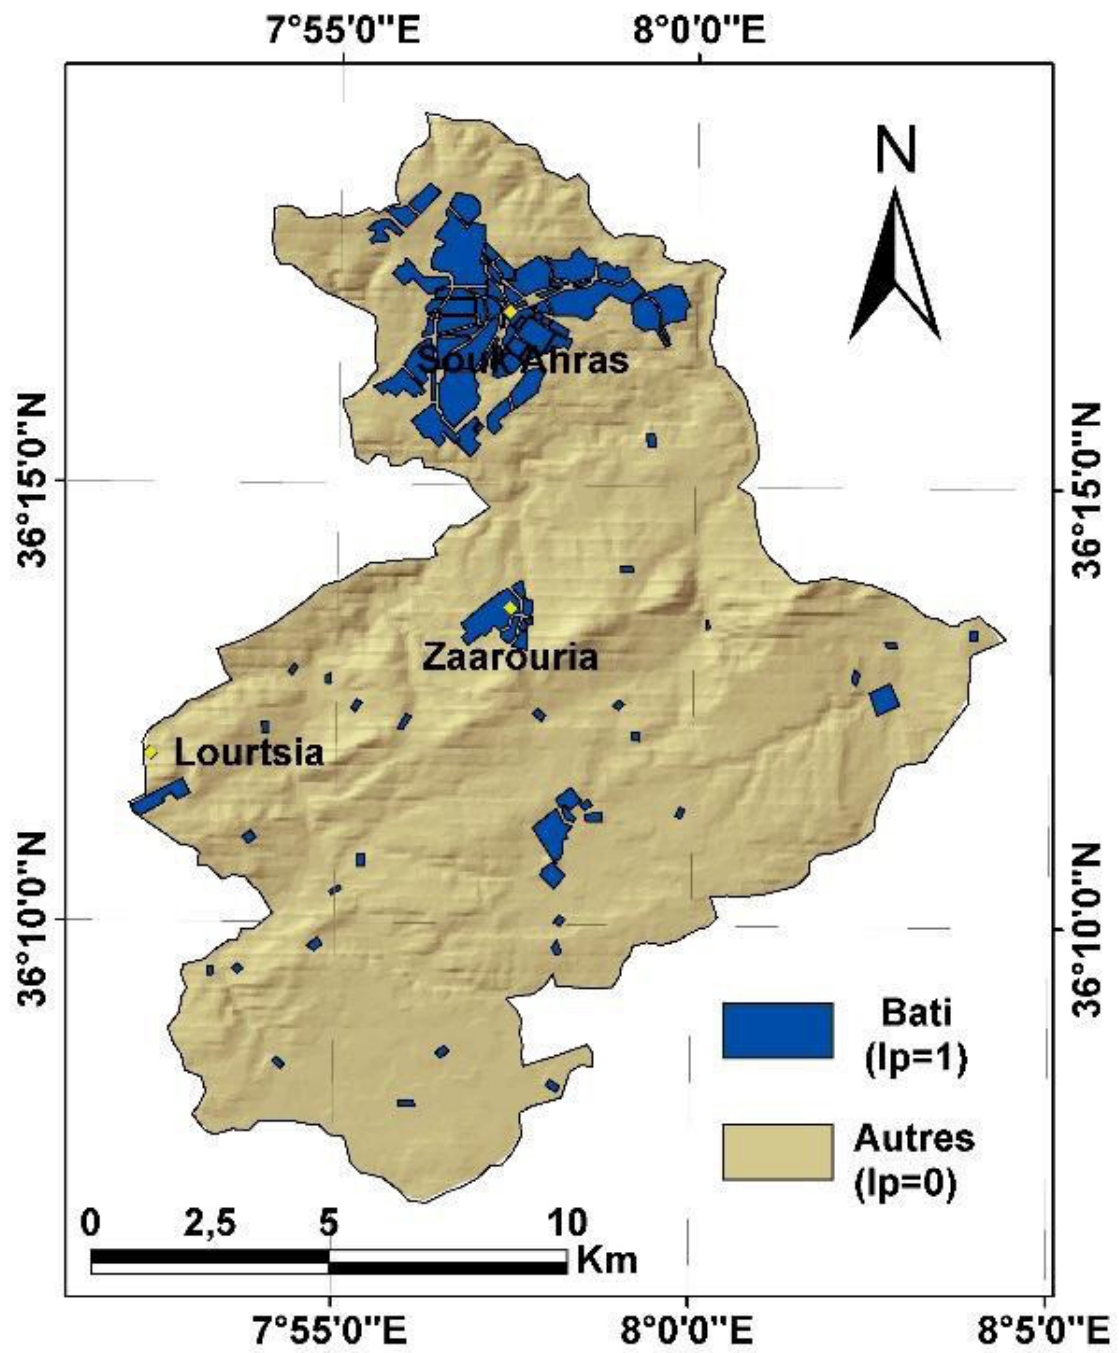 7°55'0"E 8°0'0"E
N
Souk Ahras
36°15'0"N 36°15'0"N
Zaarouria
Lourtsia
36°10'0"N 36°10'0"N
Bati
(Ip=1)
Autres
(Ip=0)
0 2,5 5 10
Km
7°55'0"E 8°0'0"E 8°5'0"E